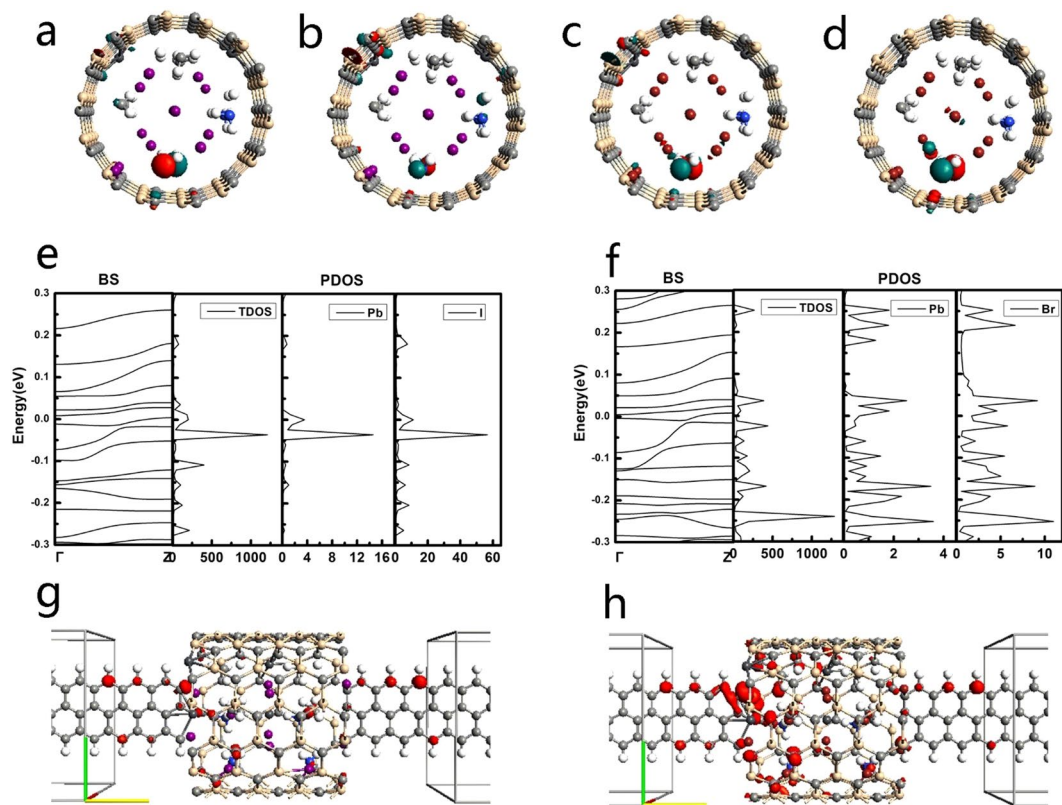 a b c d
e
BS PDOS
0.3
0.2
0.1
0.0
-0.1
-0.2
-0.3
Energy(eV)
TDOS Pb I
Γ Z 0 500 1000 0 4 8 12 16 20 40 60
f
BS PDOS
0.3
0.2
0.1
0.0
-0.1
-0.2
-0.3
Energy(eV)
TDOS Pb Br
Γ Z 0 500 1000 0 2 4 0 5 10
g h